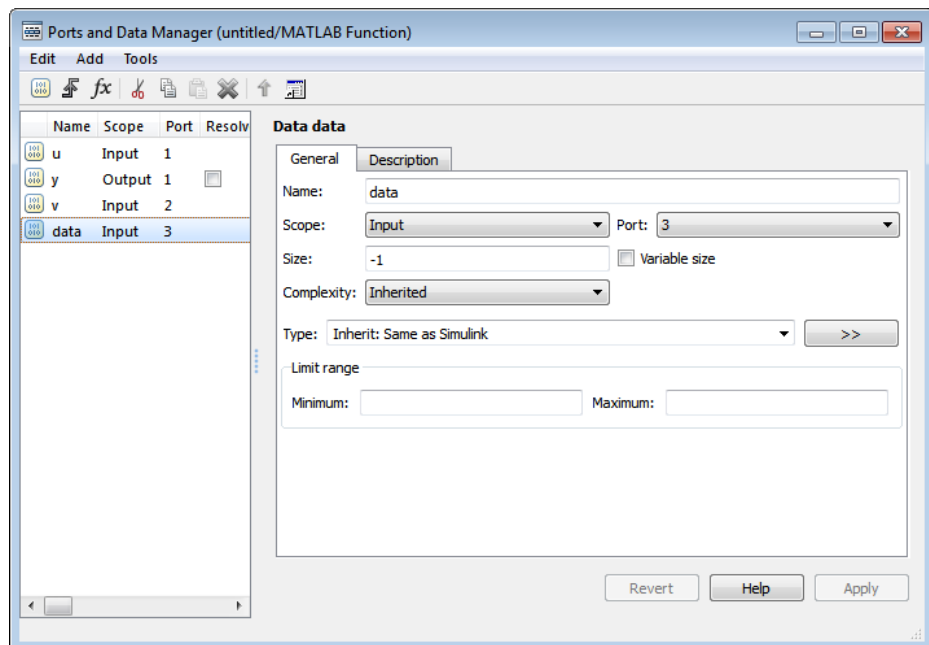 Ports and Data Manager (untitled/MATLAB Function)
Edit Add Tools
fx
Name Scope Port Resolv
u Input 1
y Output 1
v Input 2
data Input 3
Data data
General Description
Name: data
Scope: Input Port: 3
Size: -1 Variable size
Complexity: Inherited
Type: Inherit: Same as Simulink >>
Limit range
Minimum: Maximum:
Revert Help Apply